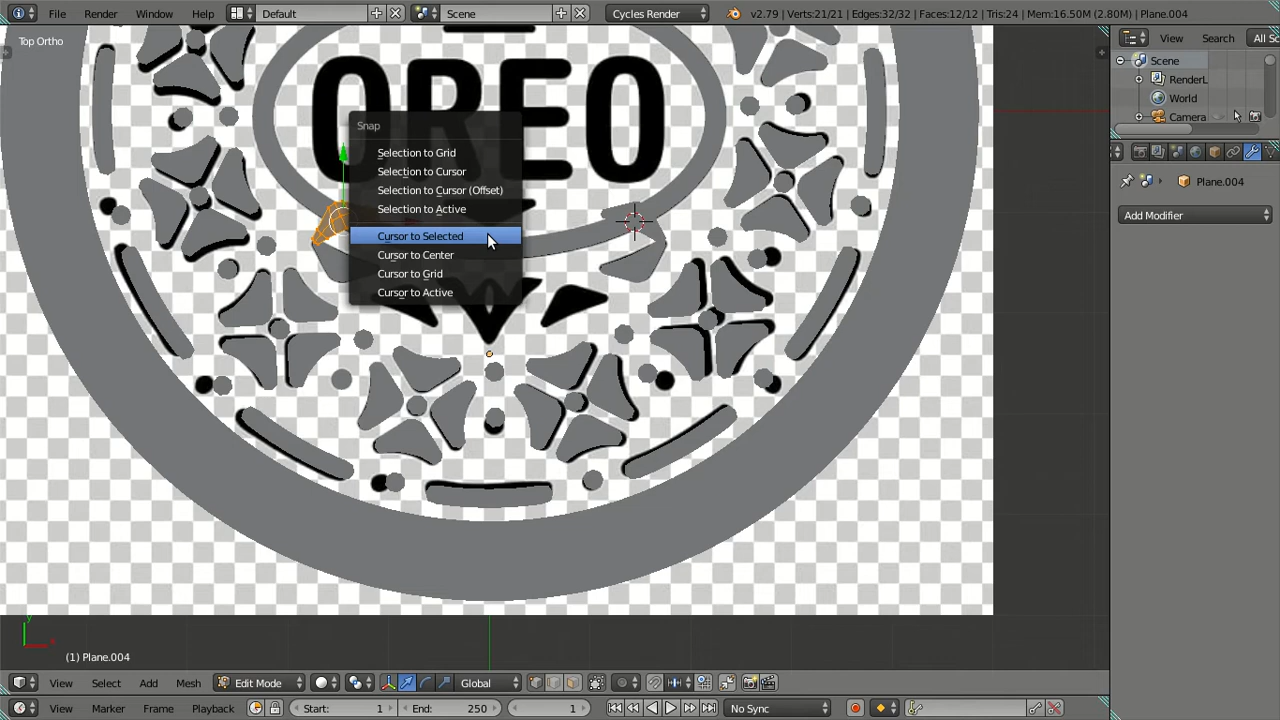 File Render Window Help Default Scene Cycles Render v2.79 | Verts:21/21 | Edges:32/32 | Faces:12/12 | Tris:24 | Mem:16.50M (2.80M) | Plane.004
Top Ortho
View Search All Sc
Scene
RenderL
World
Camera
OREO
Snap
Selection to Grid
Selection to Cursor
Selection to Cursor (Offset)
Selection to Active
Cursor to Selected
Cursor to Center
Cursor to Grid
Cursor to Active
Plane.004
Add Modifier
y
x
(1) Plane.004
View Select Add Mesh Edit Mode Global
View Marker Frame Playback Start: 1 End: 250 1 No Sync